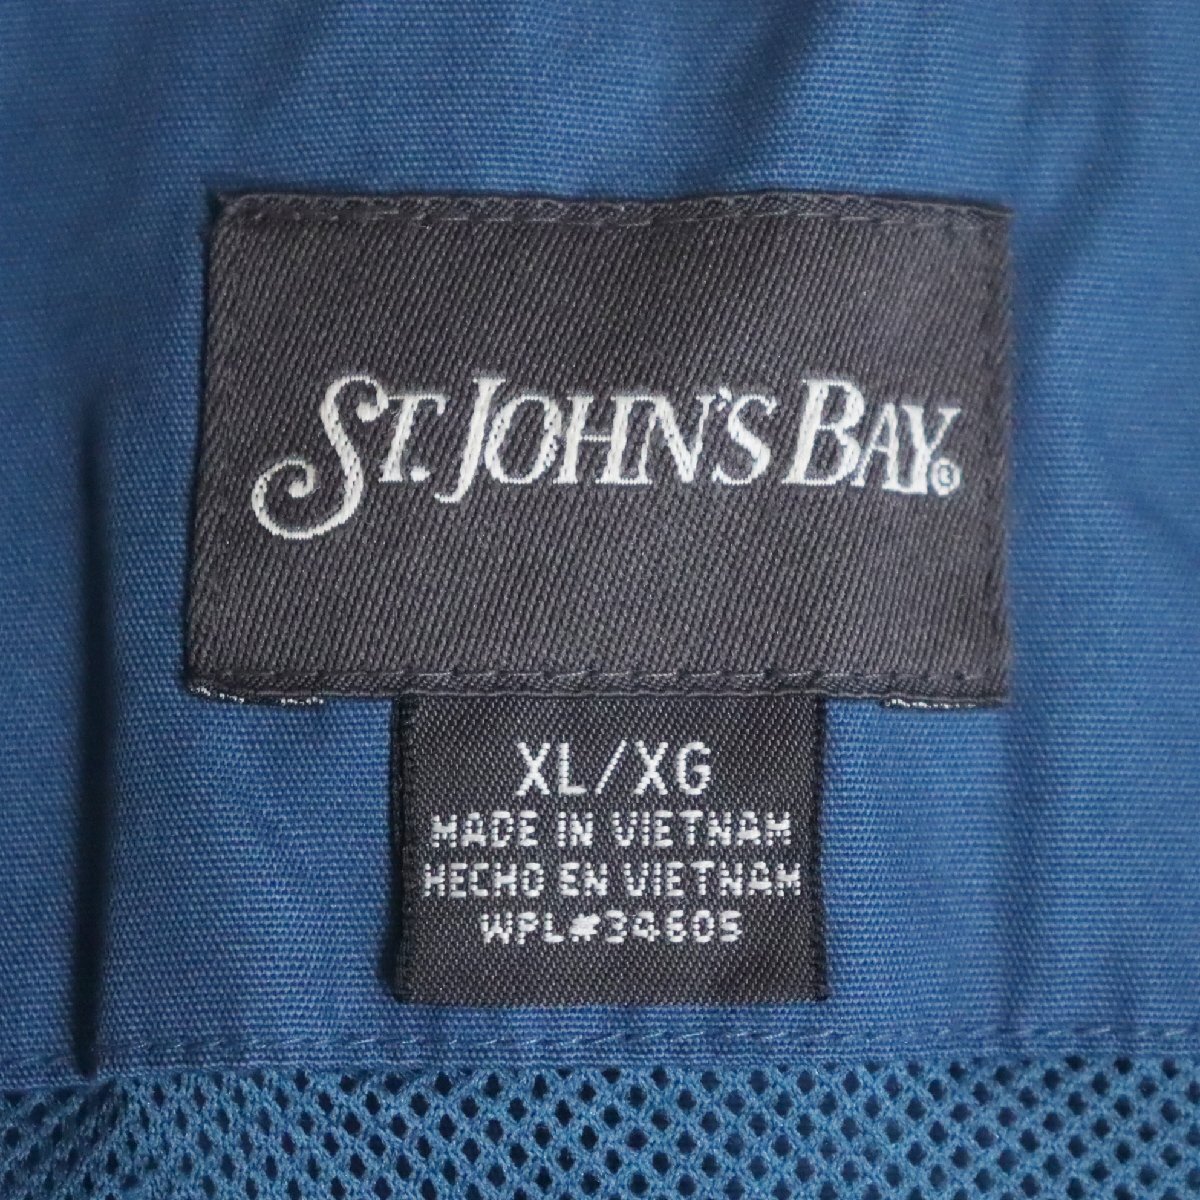 ST. JOHN'S BAY®
XL/XG
MADE IN VIETNAM
HECHO EN VIETNAM
WPL#34605